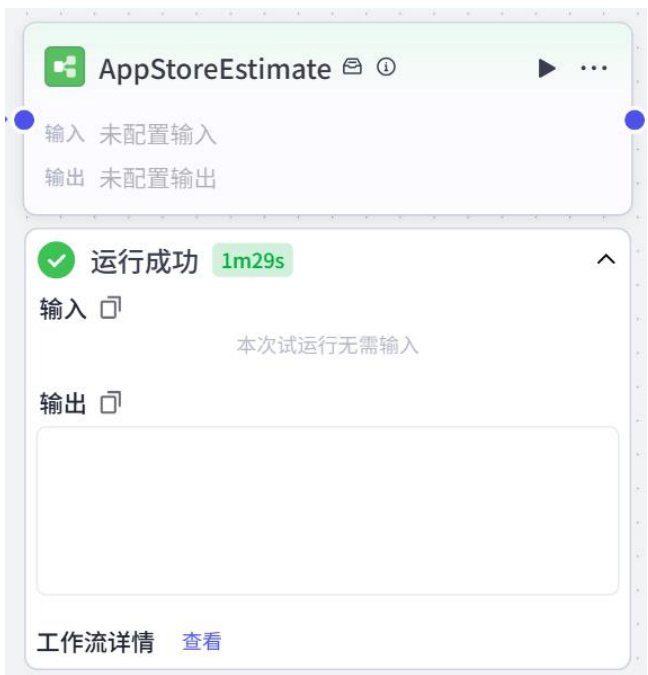 AppStoreEstimate
输入 未配置输入
输出 未配置输出
运行成功 1m29s
输入
本次试运行无需输入
输出
工作流详情 查看